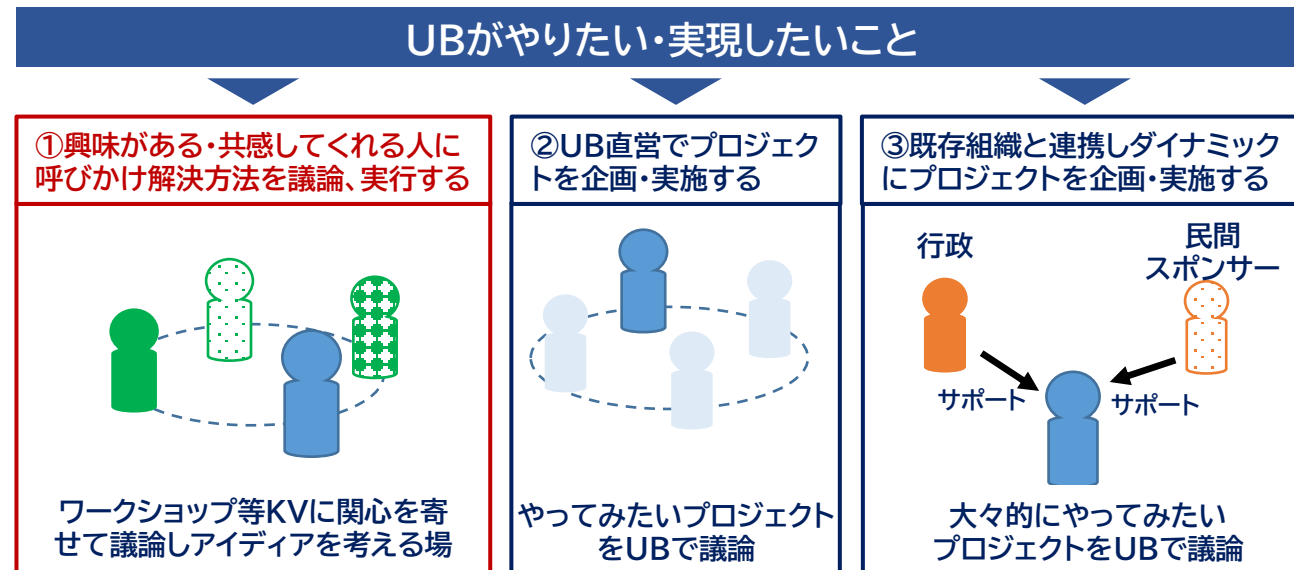 UBがやりたい・実現したいこと
①興味がある・共感してくれる人に
呼びかけ解決方法を議論、実行する
ワークショップ等KVに関心を寄
せて議論しアイディアを考える場
②UB直営でプロジェク
トを企画・実施する
やってみたいプロジェクト
をUBで議論
③既存組織と連携しダイナミック
にプロジェクトを企画・実施する
行政
民間
スポンサー
サポート
サポート
大々的にやってみたい
プロジェクトをUBで議論